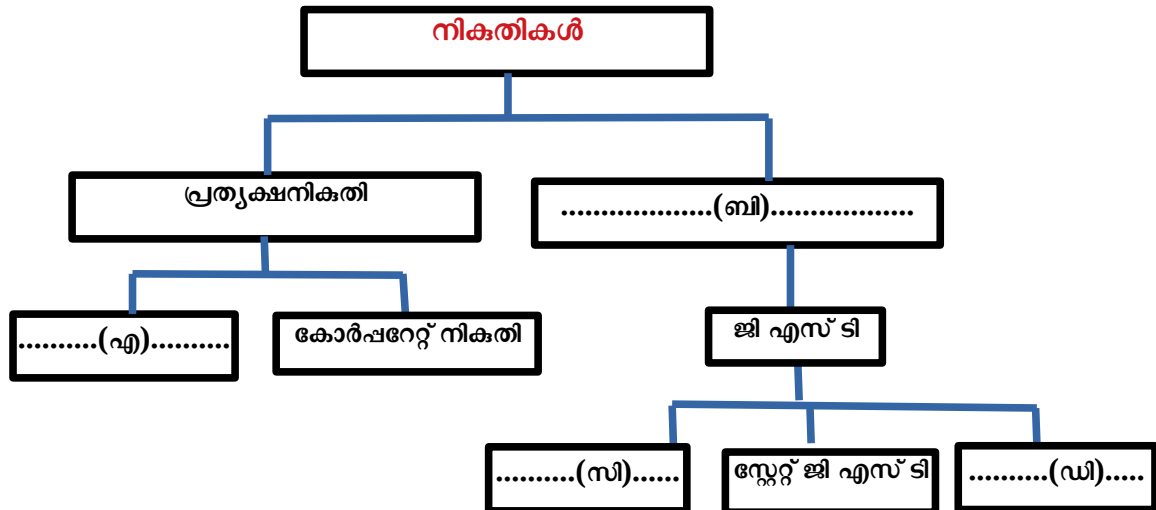 നികുതികൾ
പ്രത്യക്ഷനികുതി
...................(ബി)..................
..........(എ)..........
കോർപ്പറേറ്റ് നികുതി
ജി എസ് ടി
..........(സി)......
സ്റ്റേറ്റ് ജി എസ് ടി
..........(ഡി).....